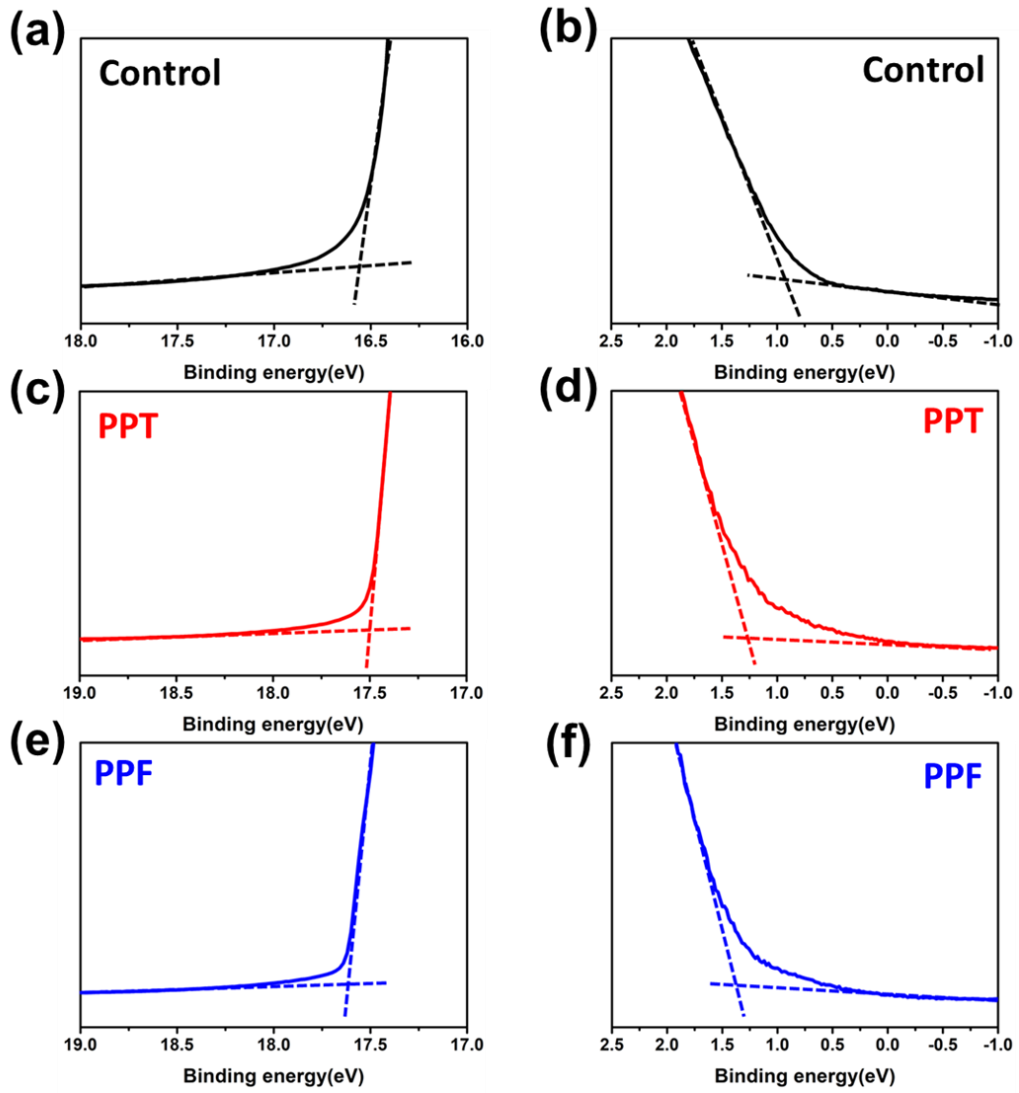 (a) (b)
Control Control
18.0 17.5 17.0 16.5 16.0 2.5 2.0 1.5 1.0 0.5 0.0 -0.5 -1.0
Binding energy(eV) Binding energy(eV)
(c) (d)
PPT PPT
19.0 18.5 18.0 17.5 17.0 2.5 2.0 1.5 1.0 0.5 0.0 -0.5 -1.0
Binding energy(eV) Binding energy(eV)
(e) (f)
PPF PPF
19.0 18.5 18.0 17.5 17.0 2.5 2.0 1.5 1.0 0.5 0.0 -0.5 -1.0
Binding energy(eV) Binding energy(eV)